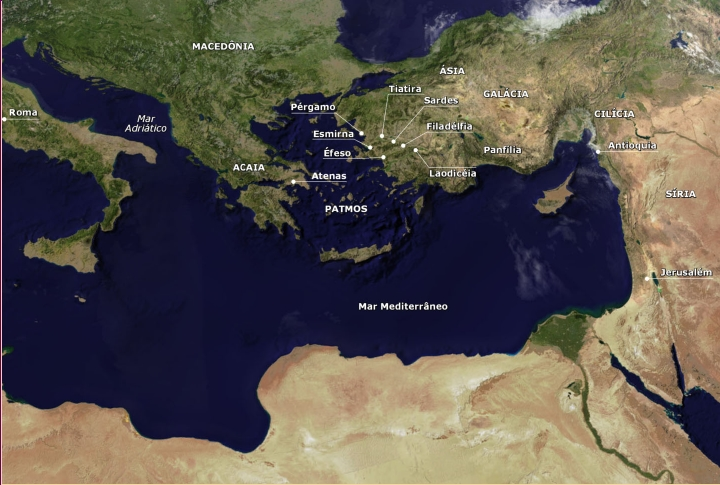 MACEDÔNIA
ÁSIA
Tiatira
GALÁCIA
Sardes
Pérgamo
Roma
Mar
Adriático
CILÍCIA
Filadélfia
Esmirna
Antioquia
Panfília
Éfeso
ACAIA
Laodicéia
Atenas
SÍRIA
PATMOS
Jerusalém
Mar Mediterrâneo